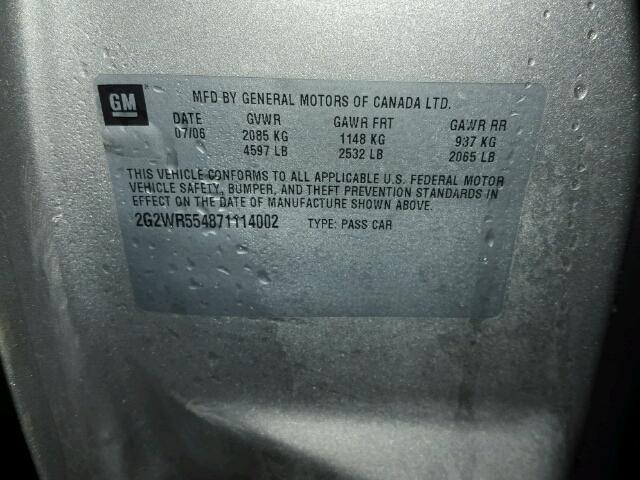 GM
MFD BY GENERAL MOTORS OF CANADA LTD.
DATE GVWR GAWR FRT GAWR RR
07/06 2085 KG 1148 KG 937 KG
4597 LB 2532 LB 2065 LB
THIS VEHICLE CONFORMS TO ALL APPLICABLE U.S. FEDERAL MOTOR
VEHICLE SAFETY, BUMPER, AND THEFT PREVENTION STANDARDS IN
EFFECT ON THE DATE OF MANUFACTURE SHOWN ABOVE.
2G2WR554871114002 TYPE: PASS CAR